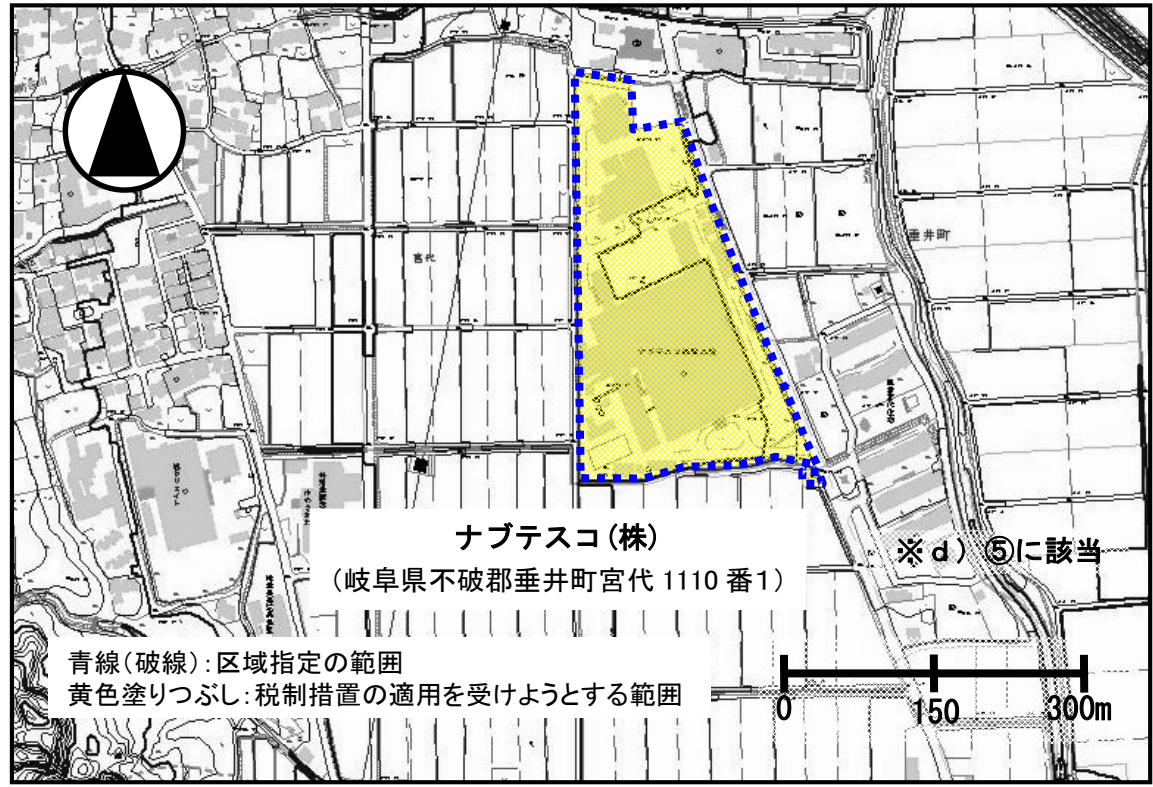 垂井町
宮代
ナブテスコ(株)
(岐阜県不破郡垂井町宮代 1110 番1)
※d) ⑤に該当
青線(破線):区域指定の範囲
黄色塗りつぶし:税制措置の適用を受けようとする範囲
0 150 300m